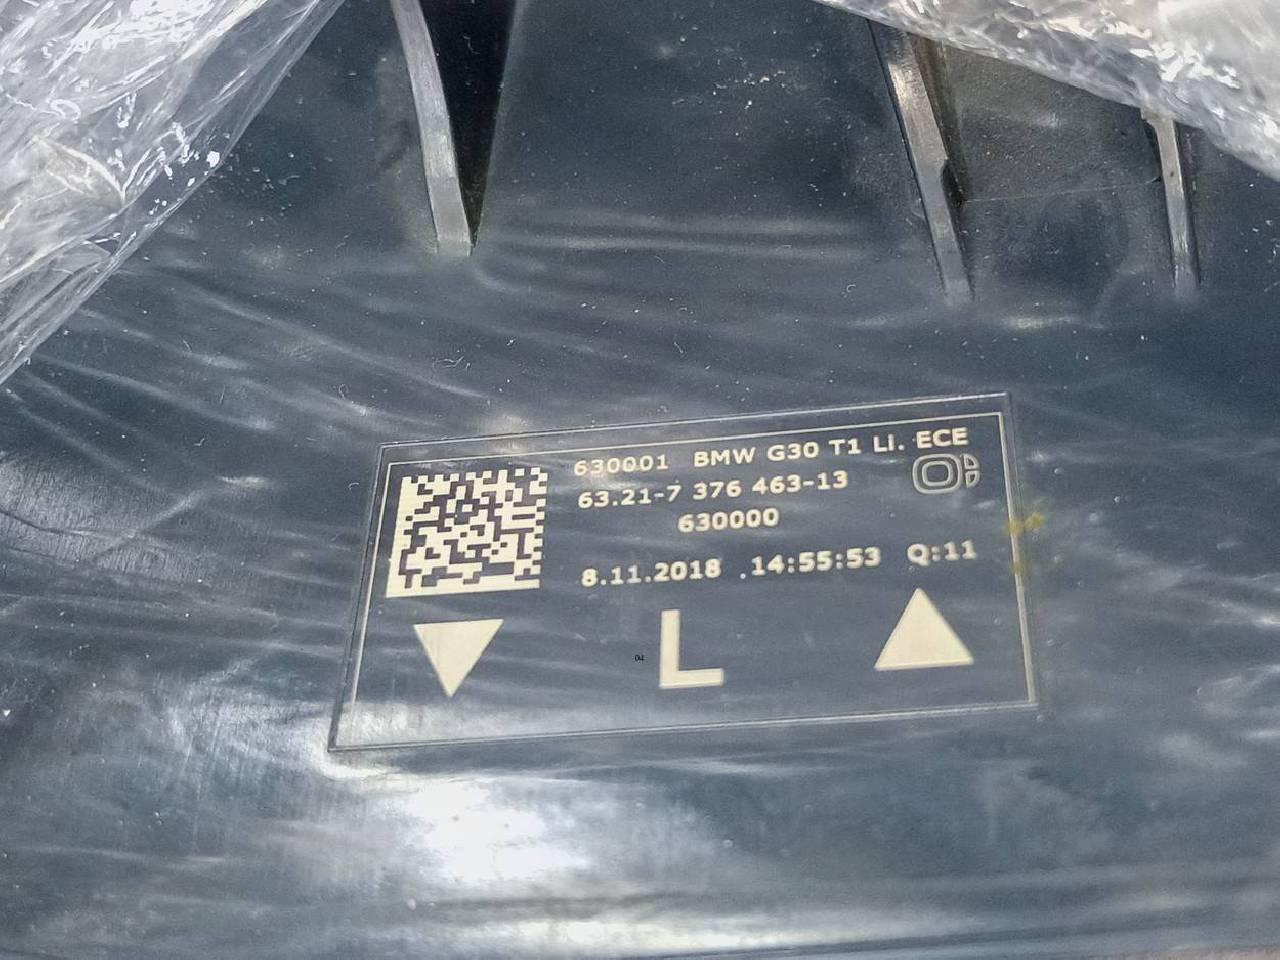 630001 BMW G30 T1 Li. ECE
63.21-7 376 463-13
630000
8.11.2018 .14:55:53 Q:11
L